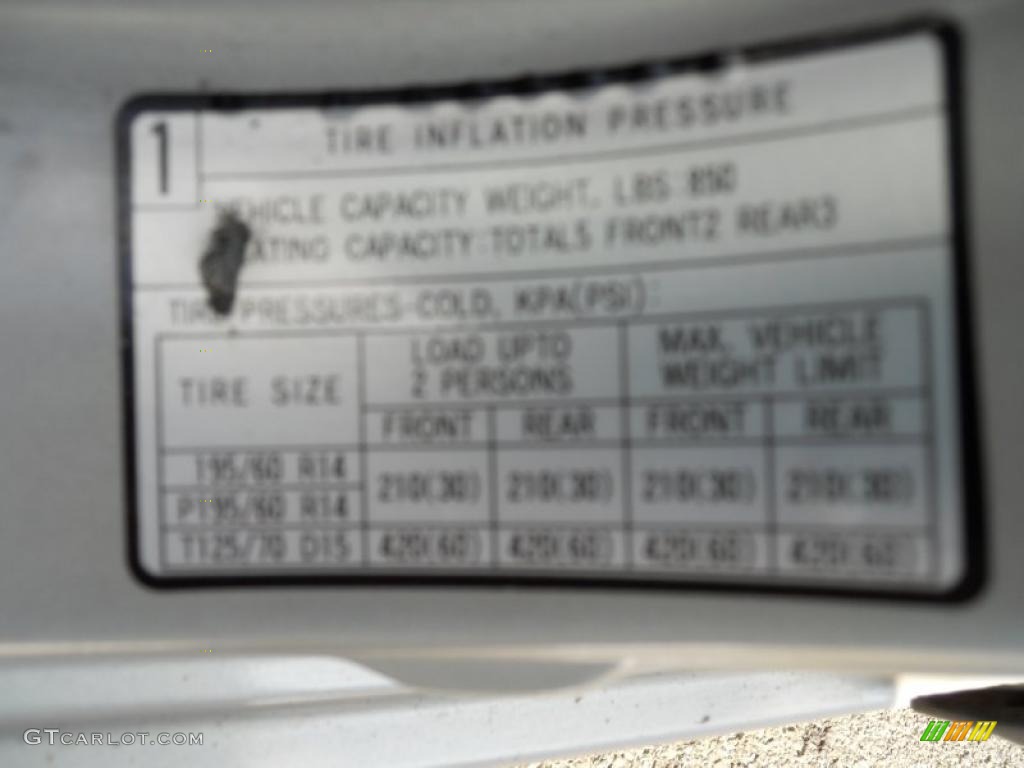 1
TIRE INFLATION PRESSURE
VEHICLE CAPACITY WEIGHT, LBS:850
SEATING CAPACITY:TOTAL5 FRONT2 REAR3
TIRE PRESSURES-COLD, KPA(PSI):
TIRE SIZE
LOAD UPTO
2 PERSONS
MAX. VEHICLE
WEIGHT LIMIT
FRONT REAR FRONT REAR
195/60 R14
P195/60 R14
210(30) 210(30) 210(30) 210(30)
T125/70 D15 420(60) 420(60) 420(60) 420(60)
GTCARLOT.COM